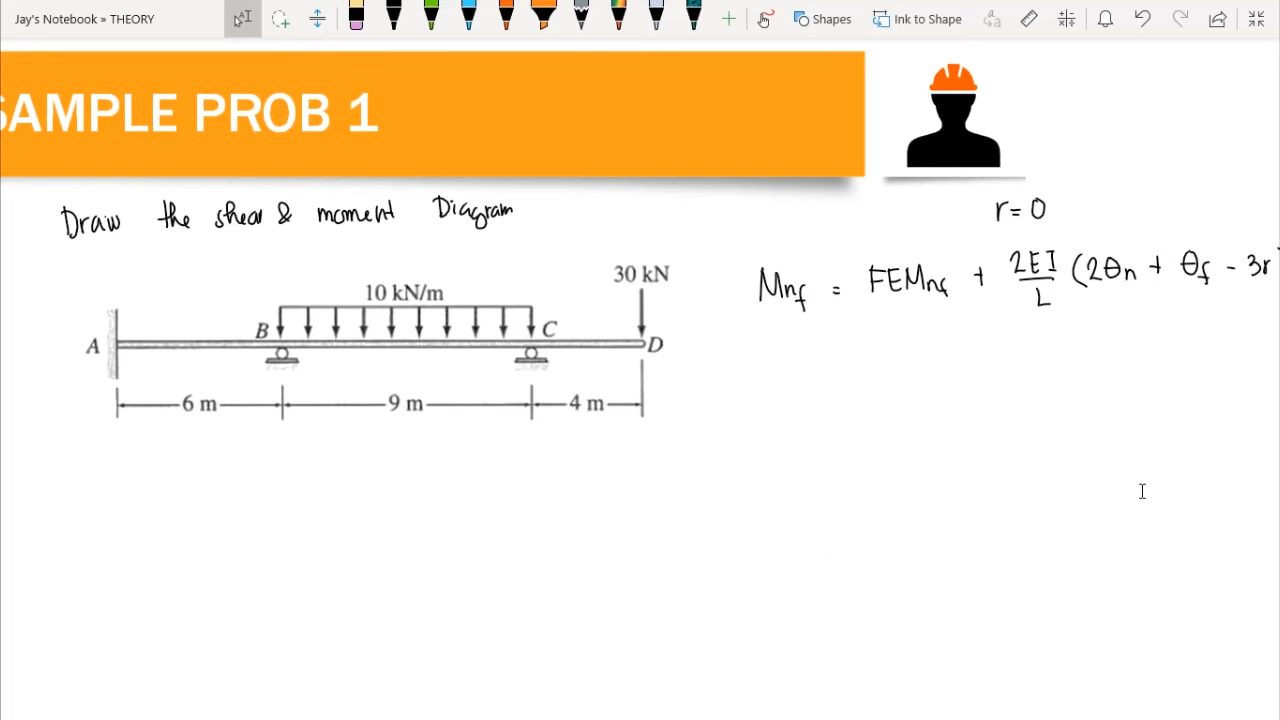 Jay's Notebook » THEORY
Shapes
Ink to Shape
SAMPLE PROB 1
Draw the shear & moment Diagram
r = 0
Mnf = FEMnf + 2EI/L (2θn + θf - 3r
30 kN
10 kN/m
A B C D
6 m 9 m 4 m